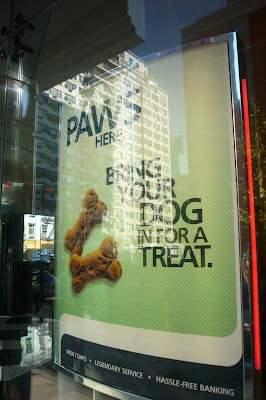 PAWS
HERE
BRING
YOUR
DOG
IN FOR A
TREAT.
OPEN 7 DAYS • LEGENDARY SERVICE • HASSLE-FREE BANKING